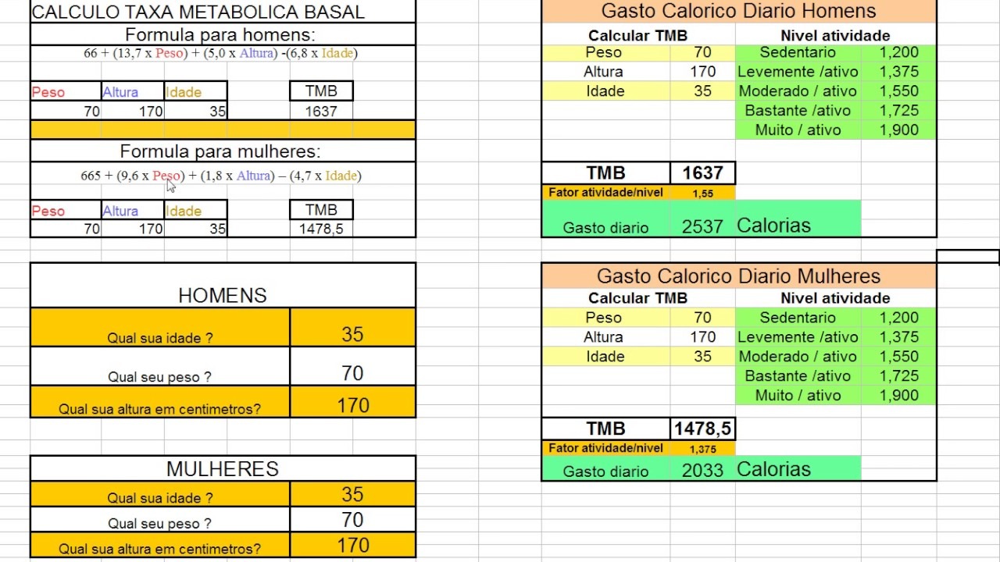 CALCULO TAXA METABOLICA BASAL
Formula para homens:
66 + (13,7 x Peso) + (5,0 x Altura) -(6,8 x Idade)
Peso Altura Idade TMB
70 170 35 1637
Formula para mulheres:
665 + (9,6 x Peso) + (1,8 x Altura) – (4,7 x Idade)
Peso Altura Idade TMB
70 170 35 1478,5
HOMENS
Qual sua idade ? 35
Qual seu peso ? 70
Qual sua altura em centimetros? 170
MULHERES
Qual sua idade ? 35
Qual seu peso ? 70
Qual sua altura em centimetros? 170
Gasto Calorico Diario Homens
Calcular TMB Nivel atividade
Peso 70 Sedentario 1,200
Altura 170 Levemente /ativo 1,375
Idade 35 Moderado / ativo 1,550
Bastante /ativo 1,725
Muito / ativo 1,900
TMB 1637
Fator atividade/nivel 1,55
Gasto diario 2537 Calorias
Gasto Calorico Diario Mulheres
Calcular TMB Nivel atividade
Peso 70 Sedentario 1,200
Altura 170 Levemente /ativo 1,375
Idade 35 Moderado / ativo 1,550
Bastante /ativo 1,725
Muito / ativo 1,900
TMB 1478,5
Fator atividade/nivel 1,375
Gasto diario 2033 Calorias